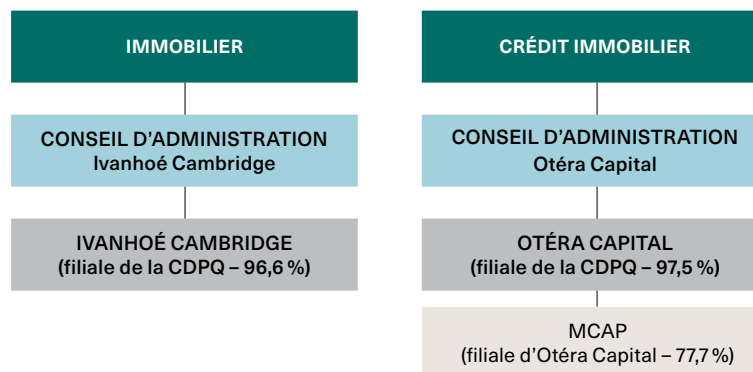 IMMOBILIER
CONSEIL D'ADMINISTRATION
Ivanhoé Cambridge
IVANHOÉ CAMBRIDGE
(filiale de la CDPQ – 96,6 %)
CRÉDIT IMMOBILIER
CONSEIL D'ADMINISTRATION
Otéra Capital
OTÉRA CAPITAL
(filiale de la CDPQ – 97,5 %)
MCAP
(filiale d'Otéra Capital – 77,7 %)